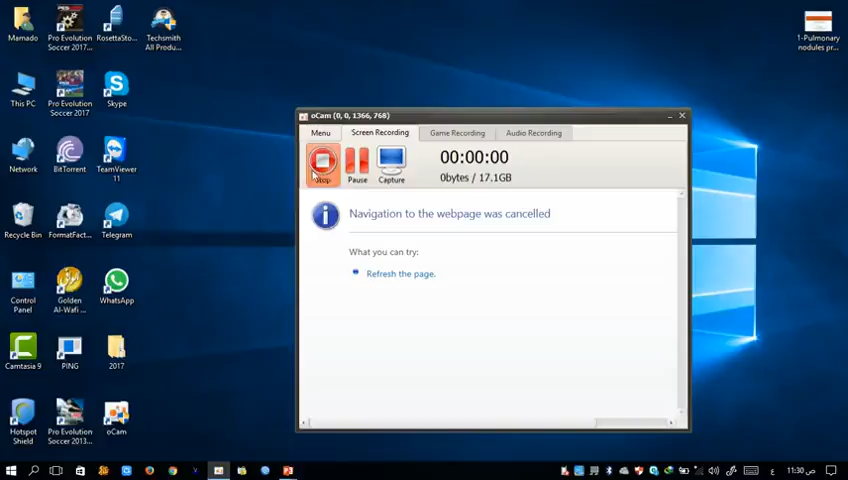 Mamado
Pro Evolution
Soccer 2017...
RosettaSto...
Techsmith
All Produ...
1-Pulmonary
nodules pr...
This PC
Pro Evolution
Soccer 2017
Skype
Network
BitTorrent
TeamViewer
11
Recycle Bin
FormatFact...
Telegram
Control
Panel
Golden
Al-Wafi ...
WhatsApp
Camtasia 9
PING
2017
Hotspot
Shield
Pro Evolution
Soccer 2013...
oCam
oCam (0, 0, 1366, 768)
Menu
Screen Recording
Game Recording
Audio Recording
Stop
Pause
Capture
00:00:00
0bytes / 17.1GB
Navigation to the webpage was cancelled
What you can try:
Refresh the page.
ع
11:30 ص